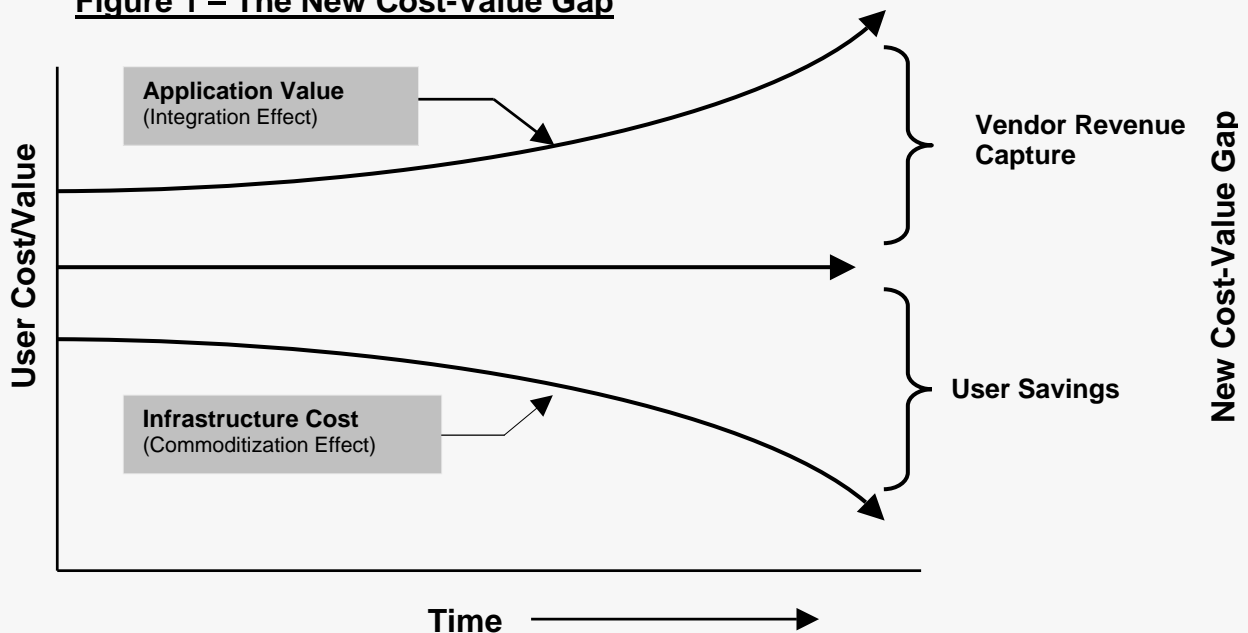 Figure 1 – The New Cost-Value Gap
Application Value
(Integration Effect)
Vendor Revenue
Capture
User Cost/Value
New Cost-Value Gap
User Savings
Infrastructure Cost
(Commoditization Effect)
Time